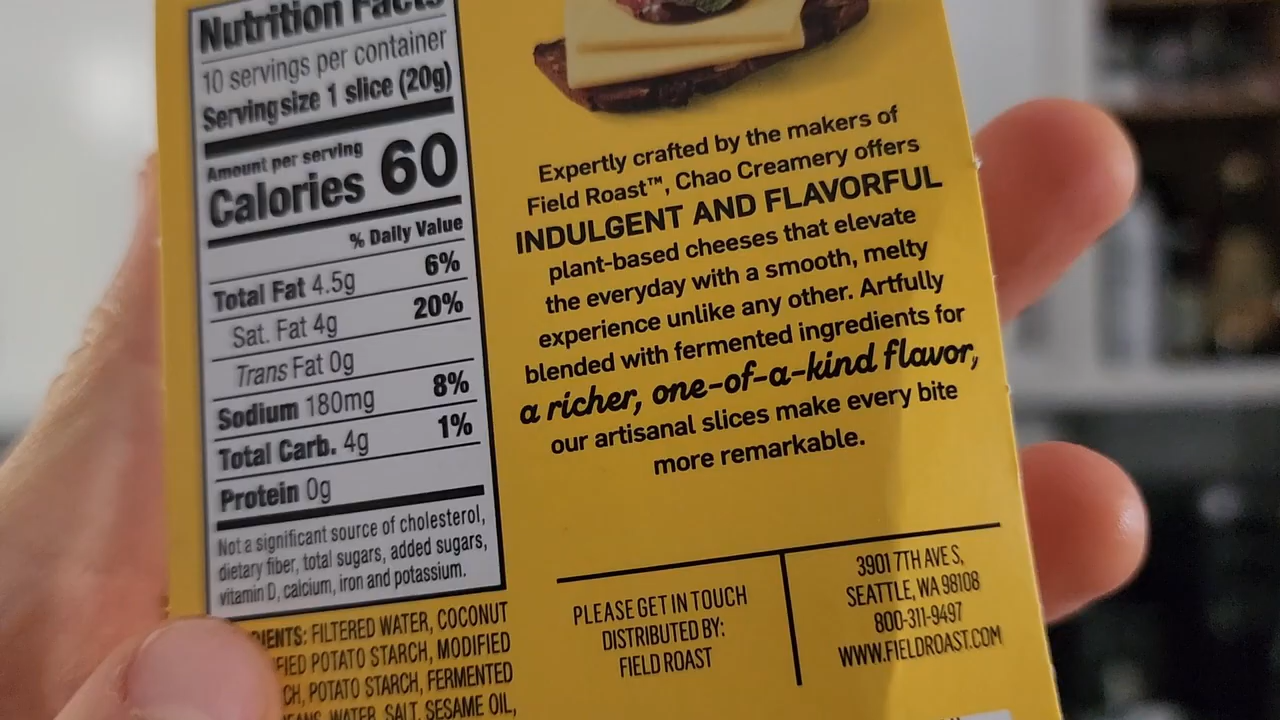 Nutrition Facts
10 servings per container
Serving size 1 slice (20g)
Amount per serving
Calories 60
% Daily Value
Total Fat 4.5g 6%
Sat. Fat 4g 20%
Trans Fat 0g
Sodium 180mg 8%
Total Carb. 4g 1%
Protein 0g
Not a significant source of cholesterol,
dietary fiber, total sugars, added sugars,
vitamin D, calcium, iron and potassium.
FILTERED WATER, COCONUT
POTATO STARCH, MODIFIED
POTATO STARCH, FERMENTED
WATER, SALT, SESAME OIL,
Expertly crafted by the makers of
Field Roast™, Chao Creamery offers
INDULGENT AND FLAVORFUL
plant-based cheeses that elevate
the everyday with a smooth, melty
experience unlike any other. Artfully
blended with fermented ingredients for
a richer, one-of-a-kind flavor,
our artisanal slices make every bite
more remarkable.
PLEASE GET IN TOUCH
DISTRIBUTED BY:
FIELD ROAST
3901 7TH AVE S,
SEATTLE, WA 98108
800-311-9497
WWW.FIELDROAST.COM